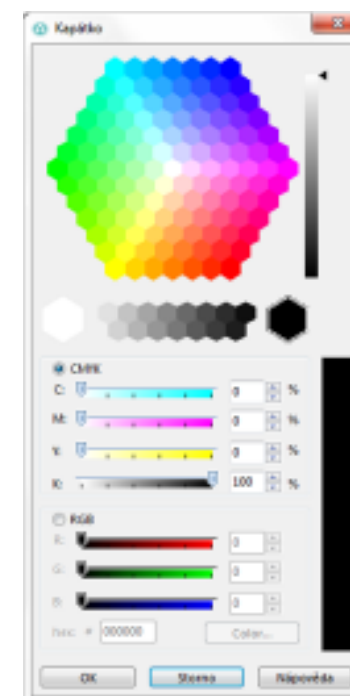 Kapátko
CMYK
C: 0 %
M: 0 %
Y: 0 %
K: 100 %
RGB
R: 0
G: 0
B: 0
hex: # 000000 Color...
OK Storno Nápověda